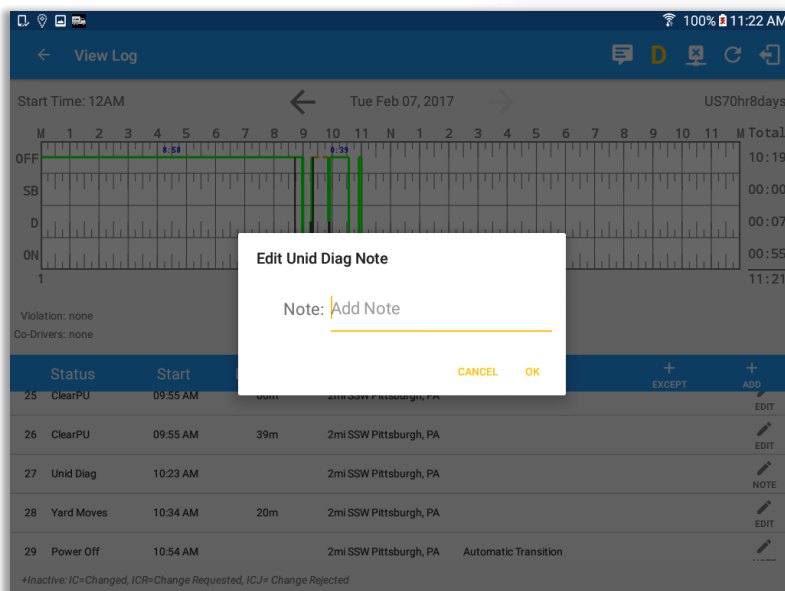 100% 11:22 AM
View Log
D
Start Time: 12AM Tue Feb 07, 2017 US70hr8days
M 1 2 3 4 5 6 7 8 9 10 11 N 1 2 3 4 5 6 7 8 9 10 11 M Total
OFF 8:58 0:39 10:19
SB 00:00
D 00:07
ON 00:55
1 11:21
Edit Unid Diag Note
Note: Add Note
CANCEL OK
Violation: none
Co-Drivers: none
Status Start + EXCEPT + ADD
25 ClearPU 09:55 AM 00m 2mi SSW Pittsburgh, PA EDIT
26 ClearPU 09:55 AM 39m 2mi SSW Pittsburgh, PA EDIT
27 Unid Diag 10:23 AM 2mi SSW Pittsburgh, PA NOTE
28 Yard Moves 10:34 AM 20m 2mi SSW Pittsburgh, PA EDIT
29 Power Off 10:54 AM 2mi SSW Pittsburgh, PA Automatic Transition
+Inactive: IC=Changed, ICR=Change Requested, ICJ= Change Rejected